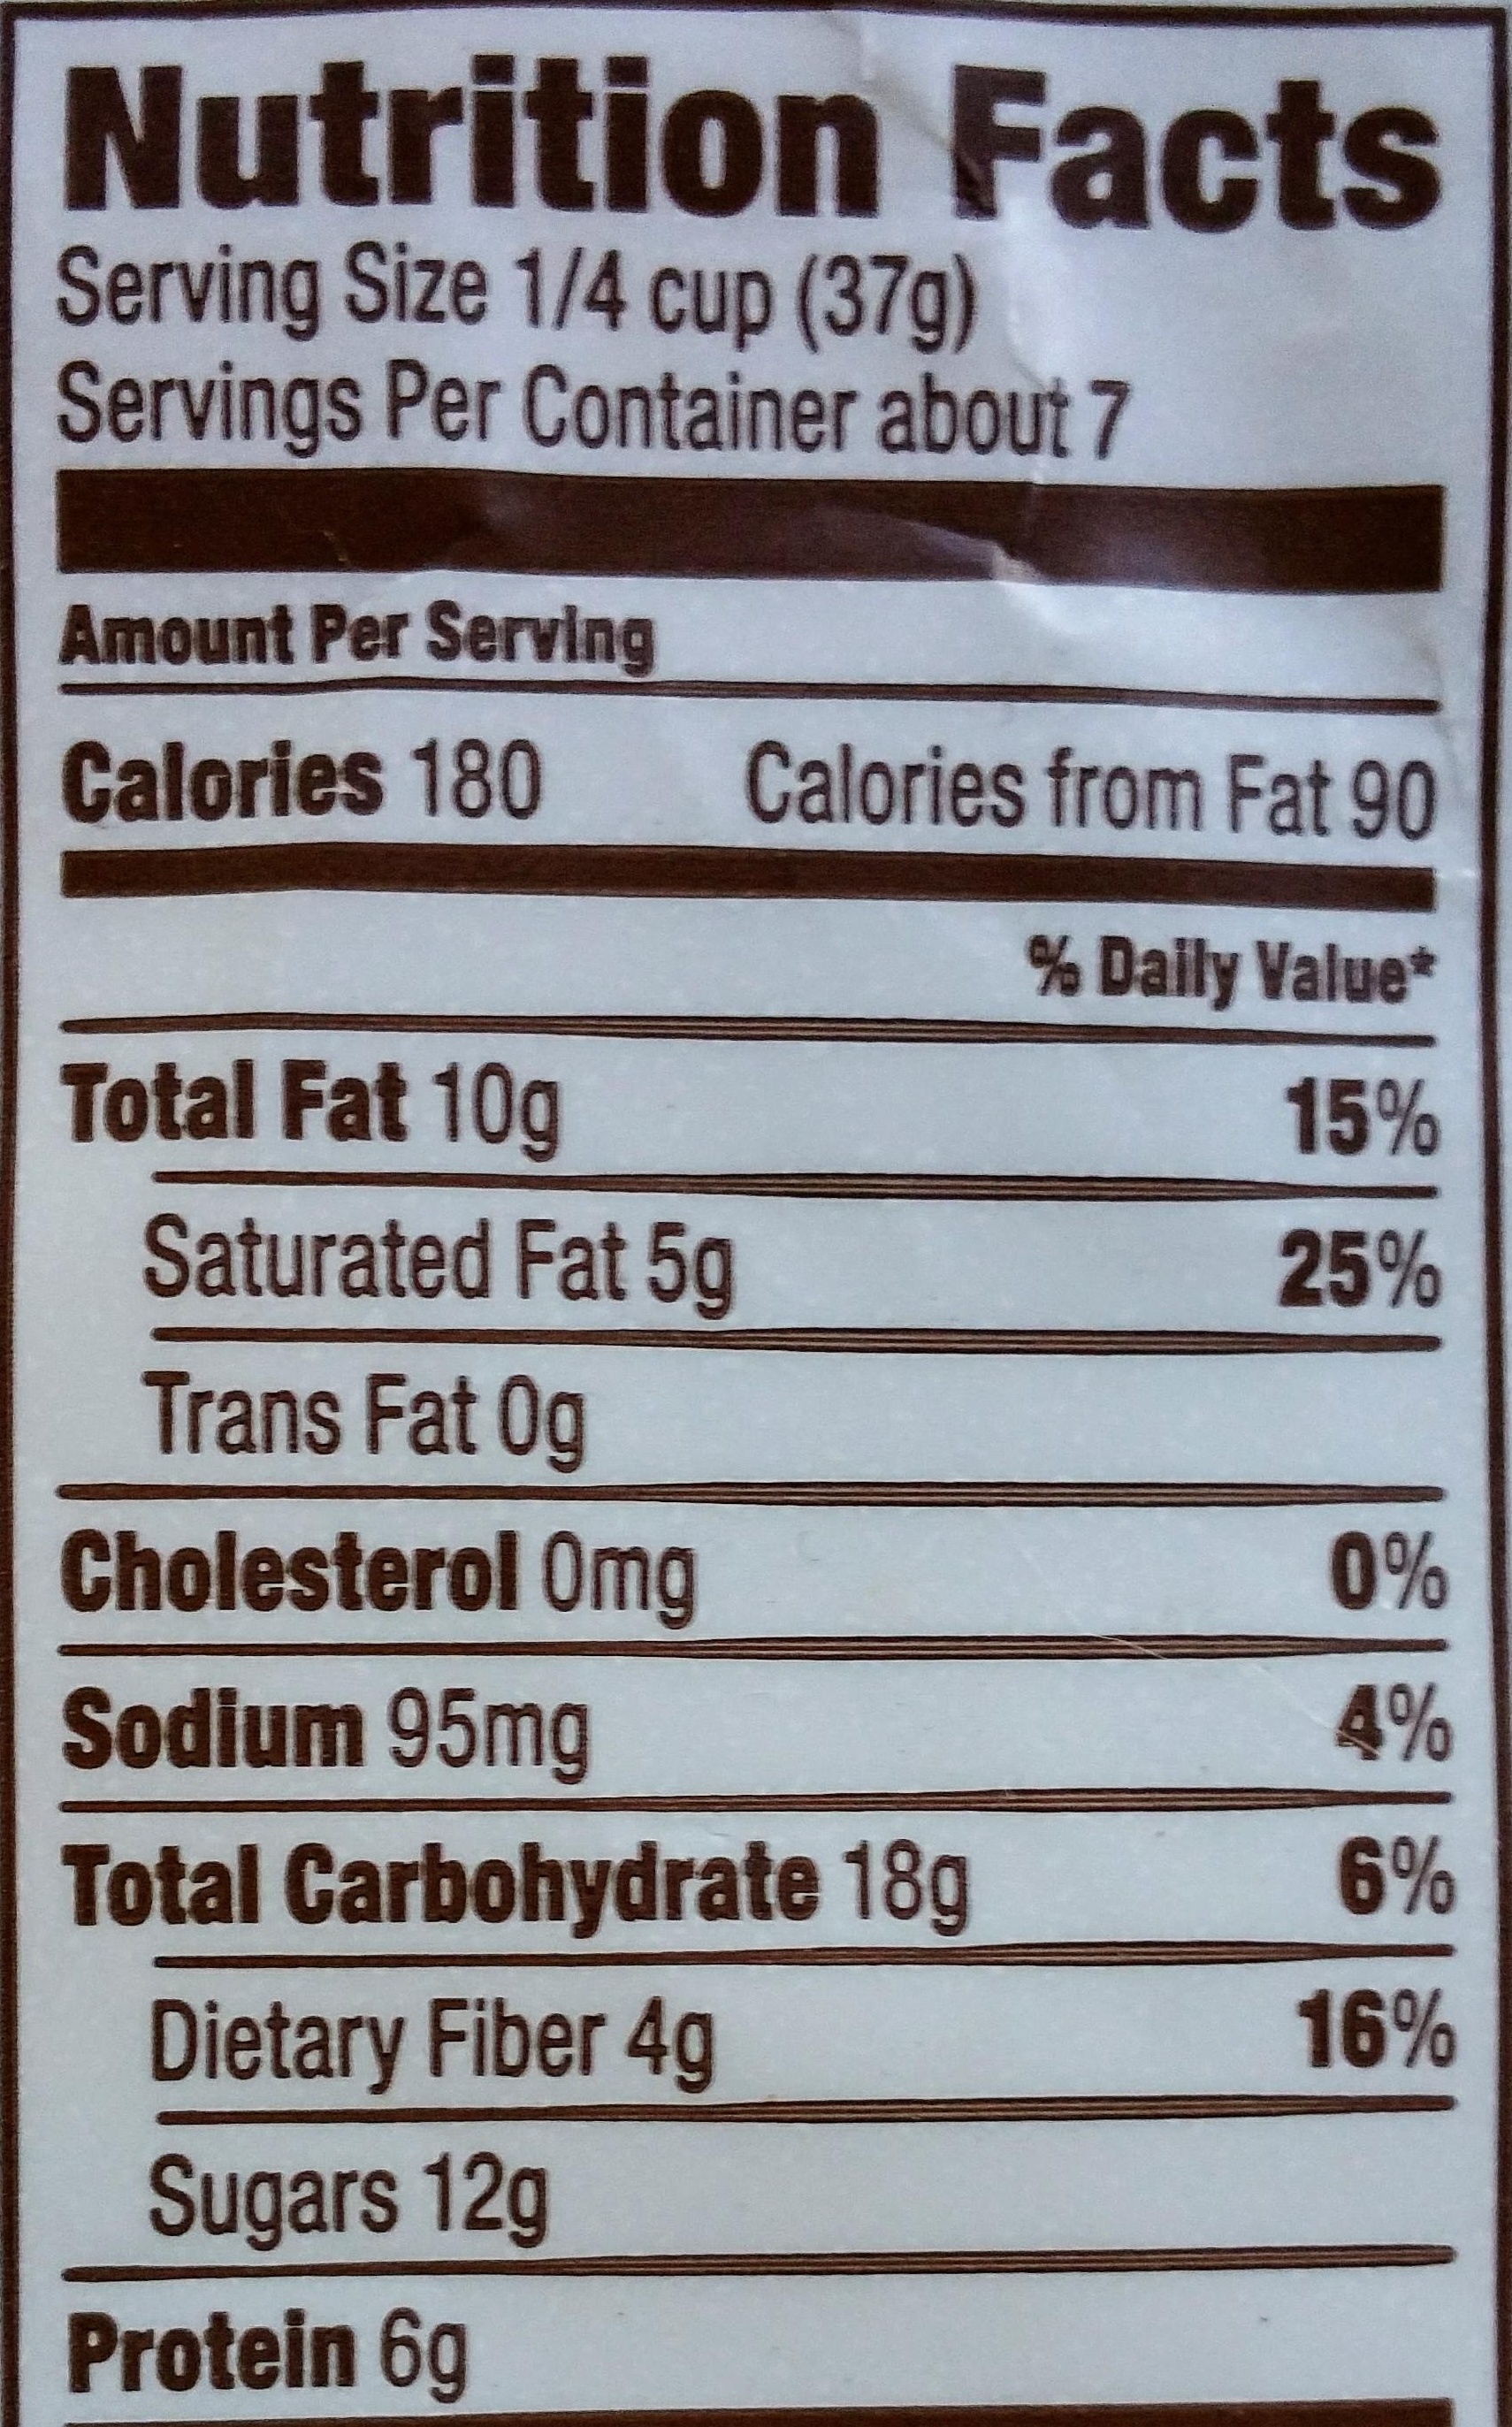 Nutrition Facts
Serving Size 1/4 cup (37g)
Servings Per Container about 7
Amount Per Serving
Calories 180 Calories from Fat 90
% Daily Value*
Total Fat 10g 15%
Saturated Fat 5g 25%
Trans Fat 0g
Cholesterol 0mg 0%
Sodium 95mg 4%
Total Carbohydrate 18g 6%
Dietary Fiber 4g 16%
Sugars 12g
Protein 6g